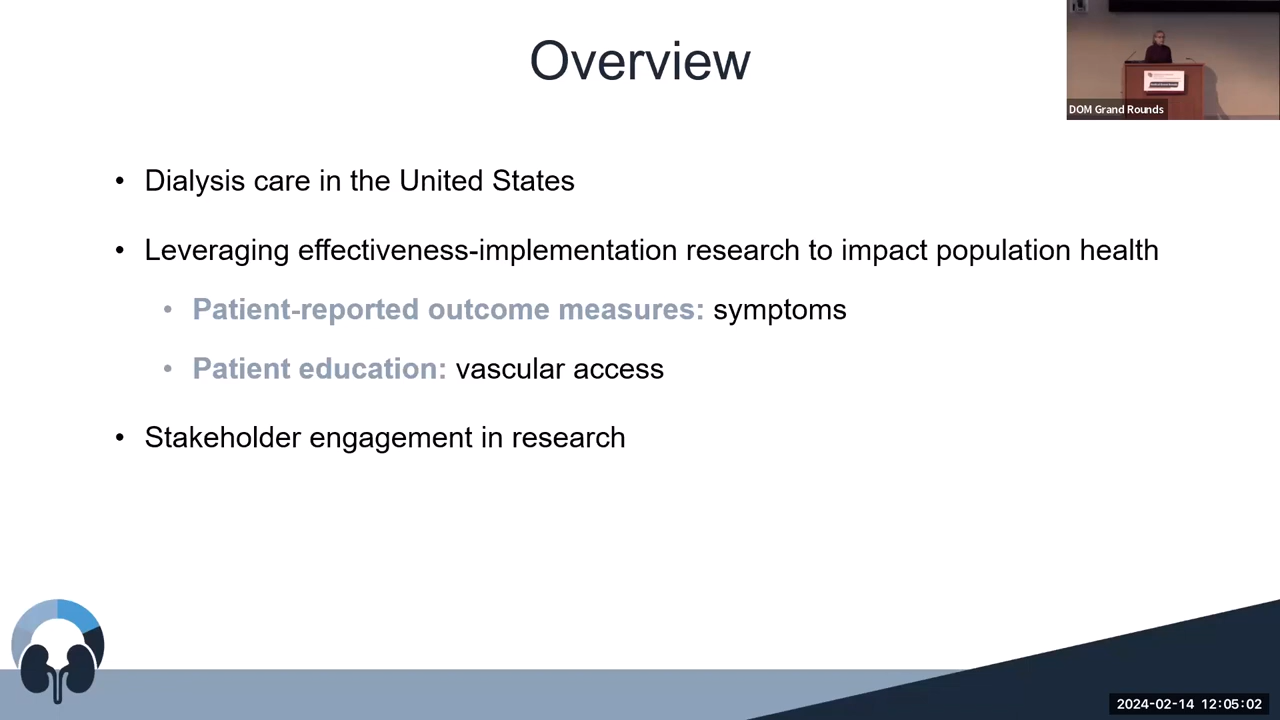 Overview
DOM Grand Rounds
• Dialysis care in the United States
• Leveraging effectiveness-implementation research to impact population health
• Patient-reported outcome measures: symptoms
• Patient education: vascular access
• Stakeholder engagement in research
2024-02-14 12:05:02